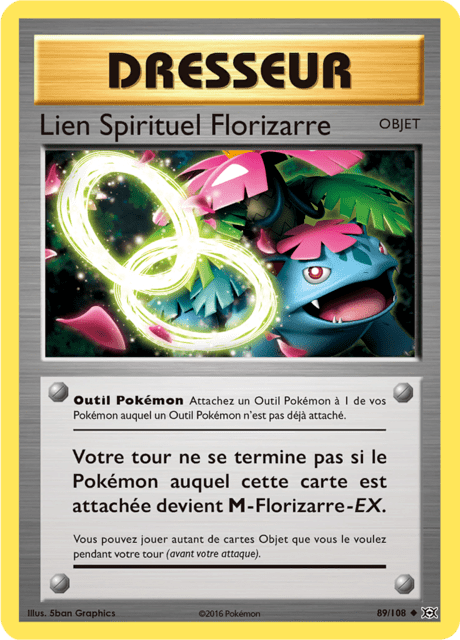 DRESSEUR
Lien Spirituel Florizarre OBJET
Outil Pokémon Attachez un Outil Pokémon à 1 de vos
Pokémon auquel un Outil Pokémon n'est pas déjà attaché.
Votre tour ne se termine pas si le
Pokémon auquel cette carte est
attachée devient M-Florizarre-EX.
Vous pouvez jouer autant de cartes Objet que vous le voulez
pendant votre tour (avant votre attaque).
Illus. 5ban Graphics ©2016 Pokémon 89/108